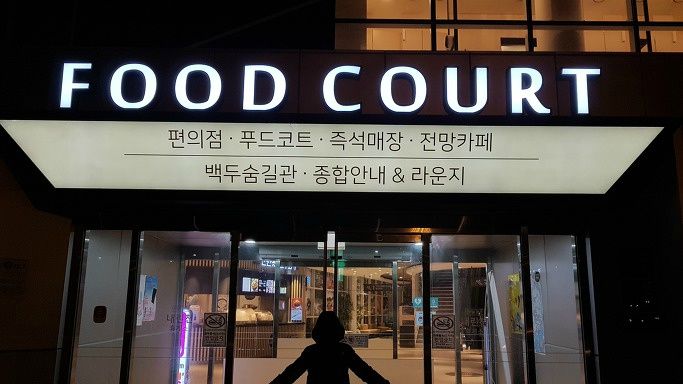 FOOD COURT
편의점 · 푸드코트 · 즉석매장 · 전망카페
백두숨길관 · 종합안내 & 라운지